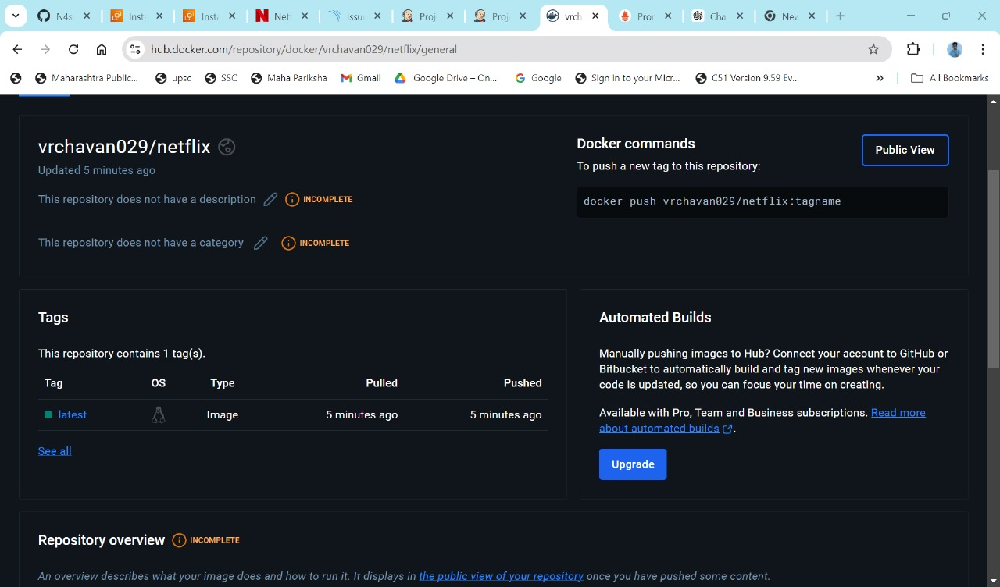 N4s
Inst
Inst
Netf
Issu
Proj
Proj
vrch
Pror
Cha
New
hub.docker.com/repository/docker/vrchavan029/netflix/general
Maharashtra Public...
upsc
SSC
Maha Pariksha
Gmail
Google Drive – On...
Google
Sign in to your Micr...
C51 Version 9.59 Ev...
All Bookmarks
vrchavan029/netflix
Updated 5 minutes ago
This repository does not have a description INCOMPLETE
This repository does not have a category INCOMPLETE
Docker commands
Public View
To push a new tag to this repository:
docker push vrchavan029/netflix:tagname
Tags
This repository contains 1 tag(s).
Tag OS Type Pulled Pushed
latest Image 5 minutes ago 5 minutes ago
See all
Automated Builds
Manually pushing images to Hub? Connect your account to GitHub or
Bitbucket to automatically build and tag new images whenever your
code is updated, so you can focus your time on creating.
Available with Pro, Team and Business subscriptions. Read more
about automated builds.
Upgrade
Repository overview INCOMPLETE
An overview describes what your image does and how to run it. It displays in the public view of your repository once you have pushed some content.